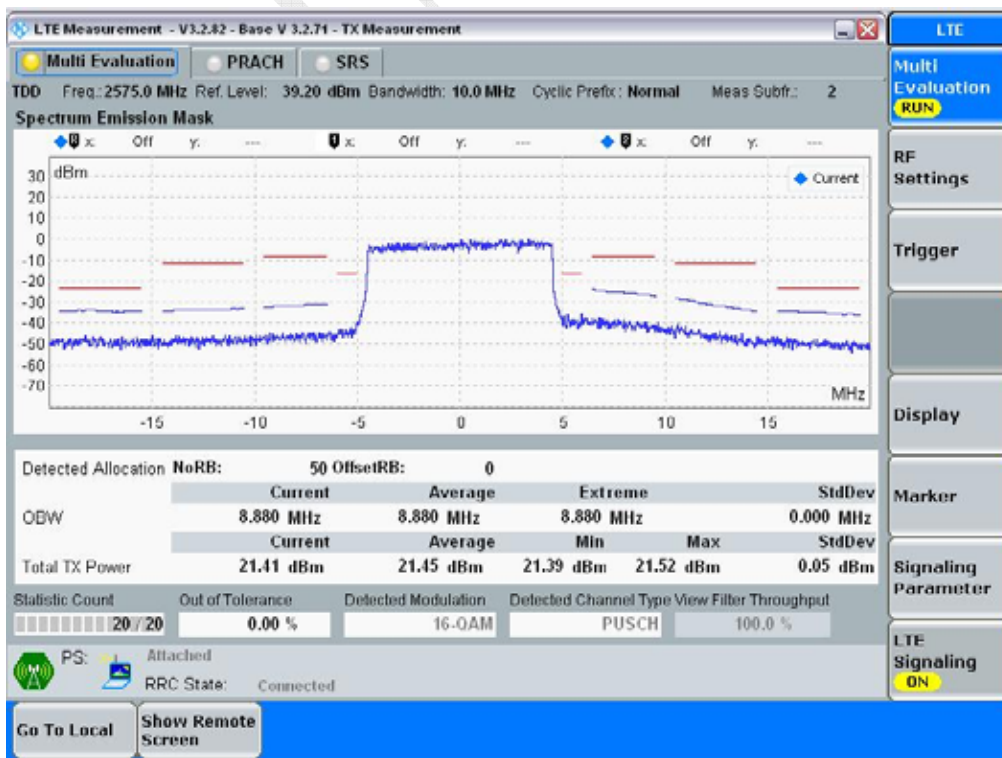 LTE Measurement - V3.2.82 - Base V 3.2.71 - TX Measurement
LTE
Multi Evaluation PRACH SRS
Multi Evaluation RUN
TDD Freq.: 2575.0 MHz Ref. Level: 39.20 dBm Bandwidth: 10.0 MHz Cyclic Prefix: Normal Meas Subfr.: 2
Spectrum Emission Mask
x: Off y: --- 1 x: Off y: --- x: Off y: ---
dBm
Current
30
20
10
0
-10
-20
-30
-40
-50
-60
-70
MHz
-15 -10 -5 0 5 10 15
RF Settings
Trigger
Display
Marker
Signaling Parameter
LTE Signaling ON
Detected Allocation NoRB: 50 OffsetRB: 0
Current Average Extreme StdDev
OBW 8.880 MHz 8.880 MHz 8.880 MHz 0.000 MHz
Current Average Min Max StdDev
Total TX Power 21.41 dBm 21.45 dBm 21.39 dBm 21.52 dBm 0.05 dBm
Statistic Count Out of Tolerance Detected Modulation Detected Channel Type View Filter Throughput
20 / 20 0.00 % 16-QAM PUSCH 100.0 %
PS: Attached
RRC State: Connected
Go To Local
Show Remote Screen